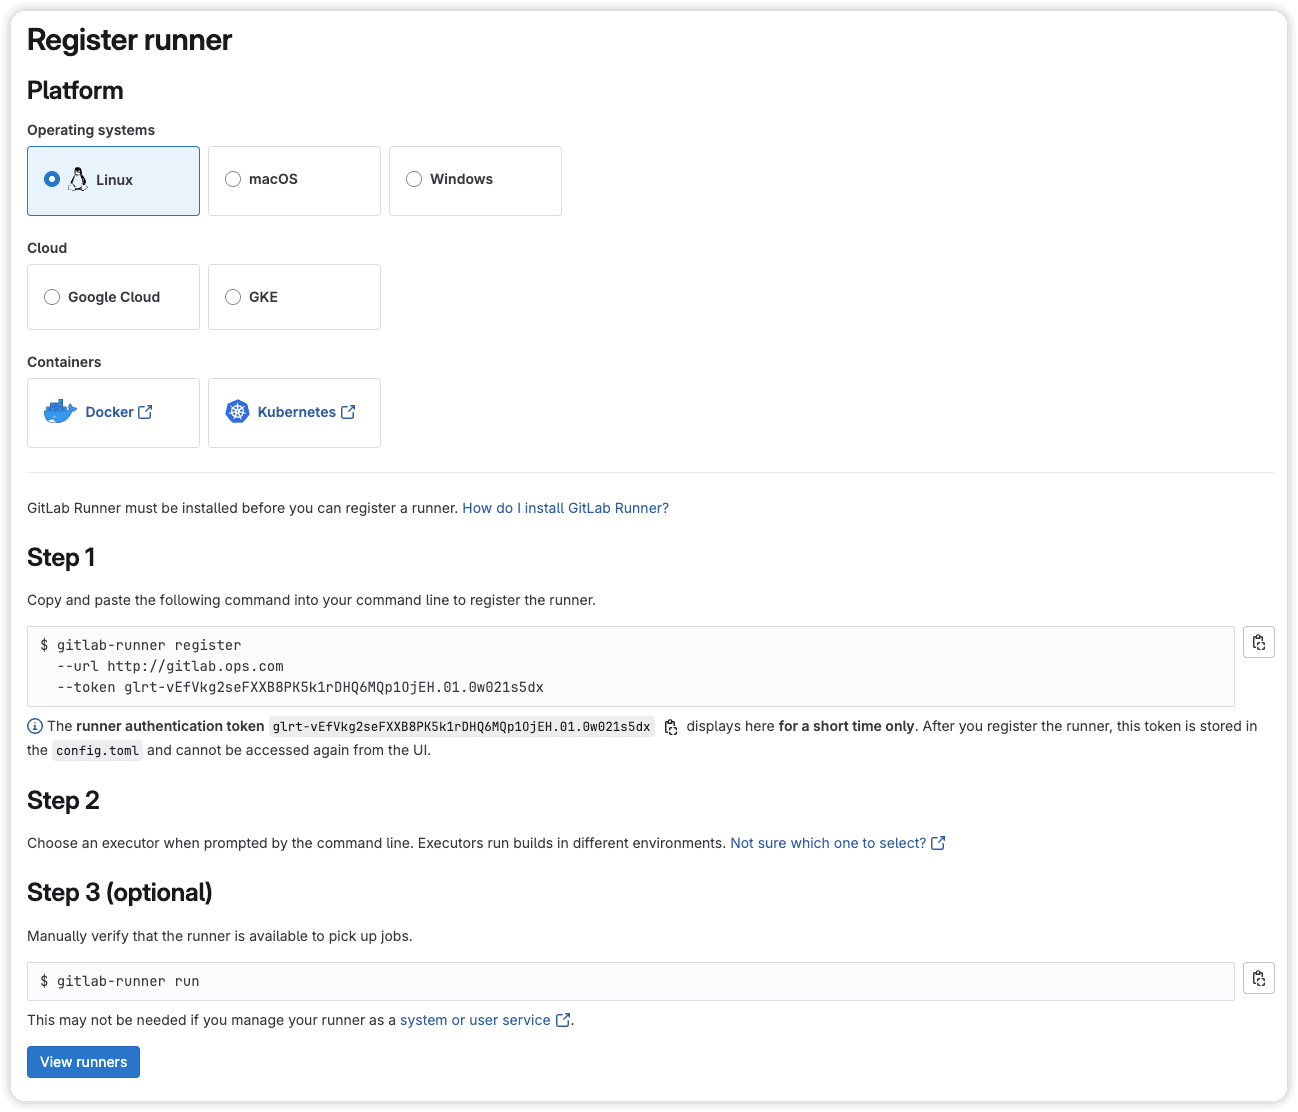 Register runner
Platform
Operating systems
Linux
macOS
Windows
Cloud
Google Cloud
GKE
Containers
Docker
Kubernetes
GitLab Runner must be installed before you can register a runner. How do I install GitLab Runner?
Step 1
Copy and paste the following command into your command line to register the runner.
$ gitlab-runner register
--url http://gitlab.ops.com
--token glrt-vEfVkg2seFXXB8PK5k1rDHQ6MQp1OjEH.01.0w021s5dx
The runner authentication token glrt-vEfVkg2seFXXB8PK5k1rDHQ6MQp1OjEH.01.0w021s5dx displays here for a short time only. After you register the runner, this token is stored in
the config.toml and cannot be accessed again from the UI.
Step 2
Choose an executor when prompted by the command line. Executors run builds in different environments. Not sure which one to select?
Step 3 (optional)
Manually verify that the runner is available to pick up jobs.
$ gitlab-runner run
This may not be needed if you manage your runner as a system or user service.
View runners